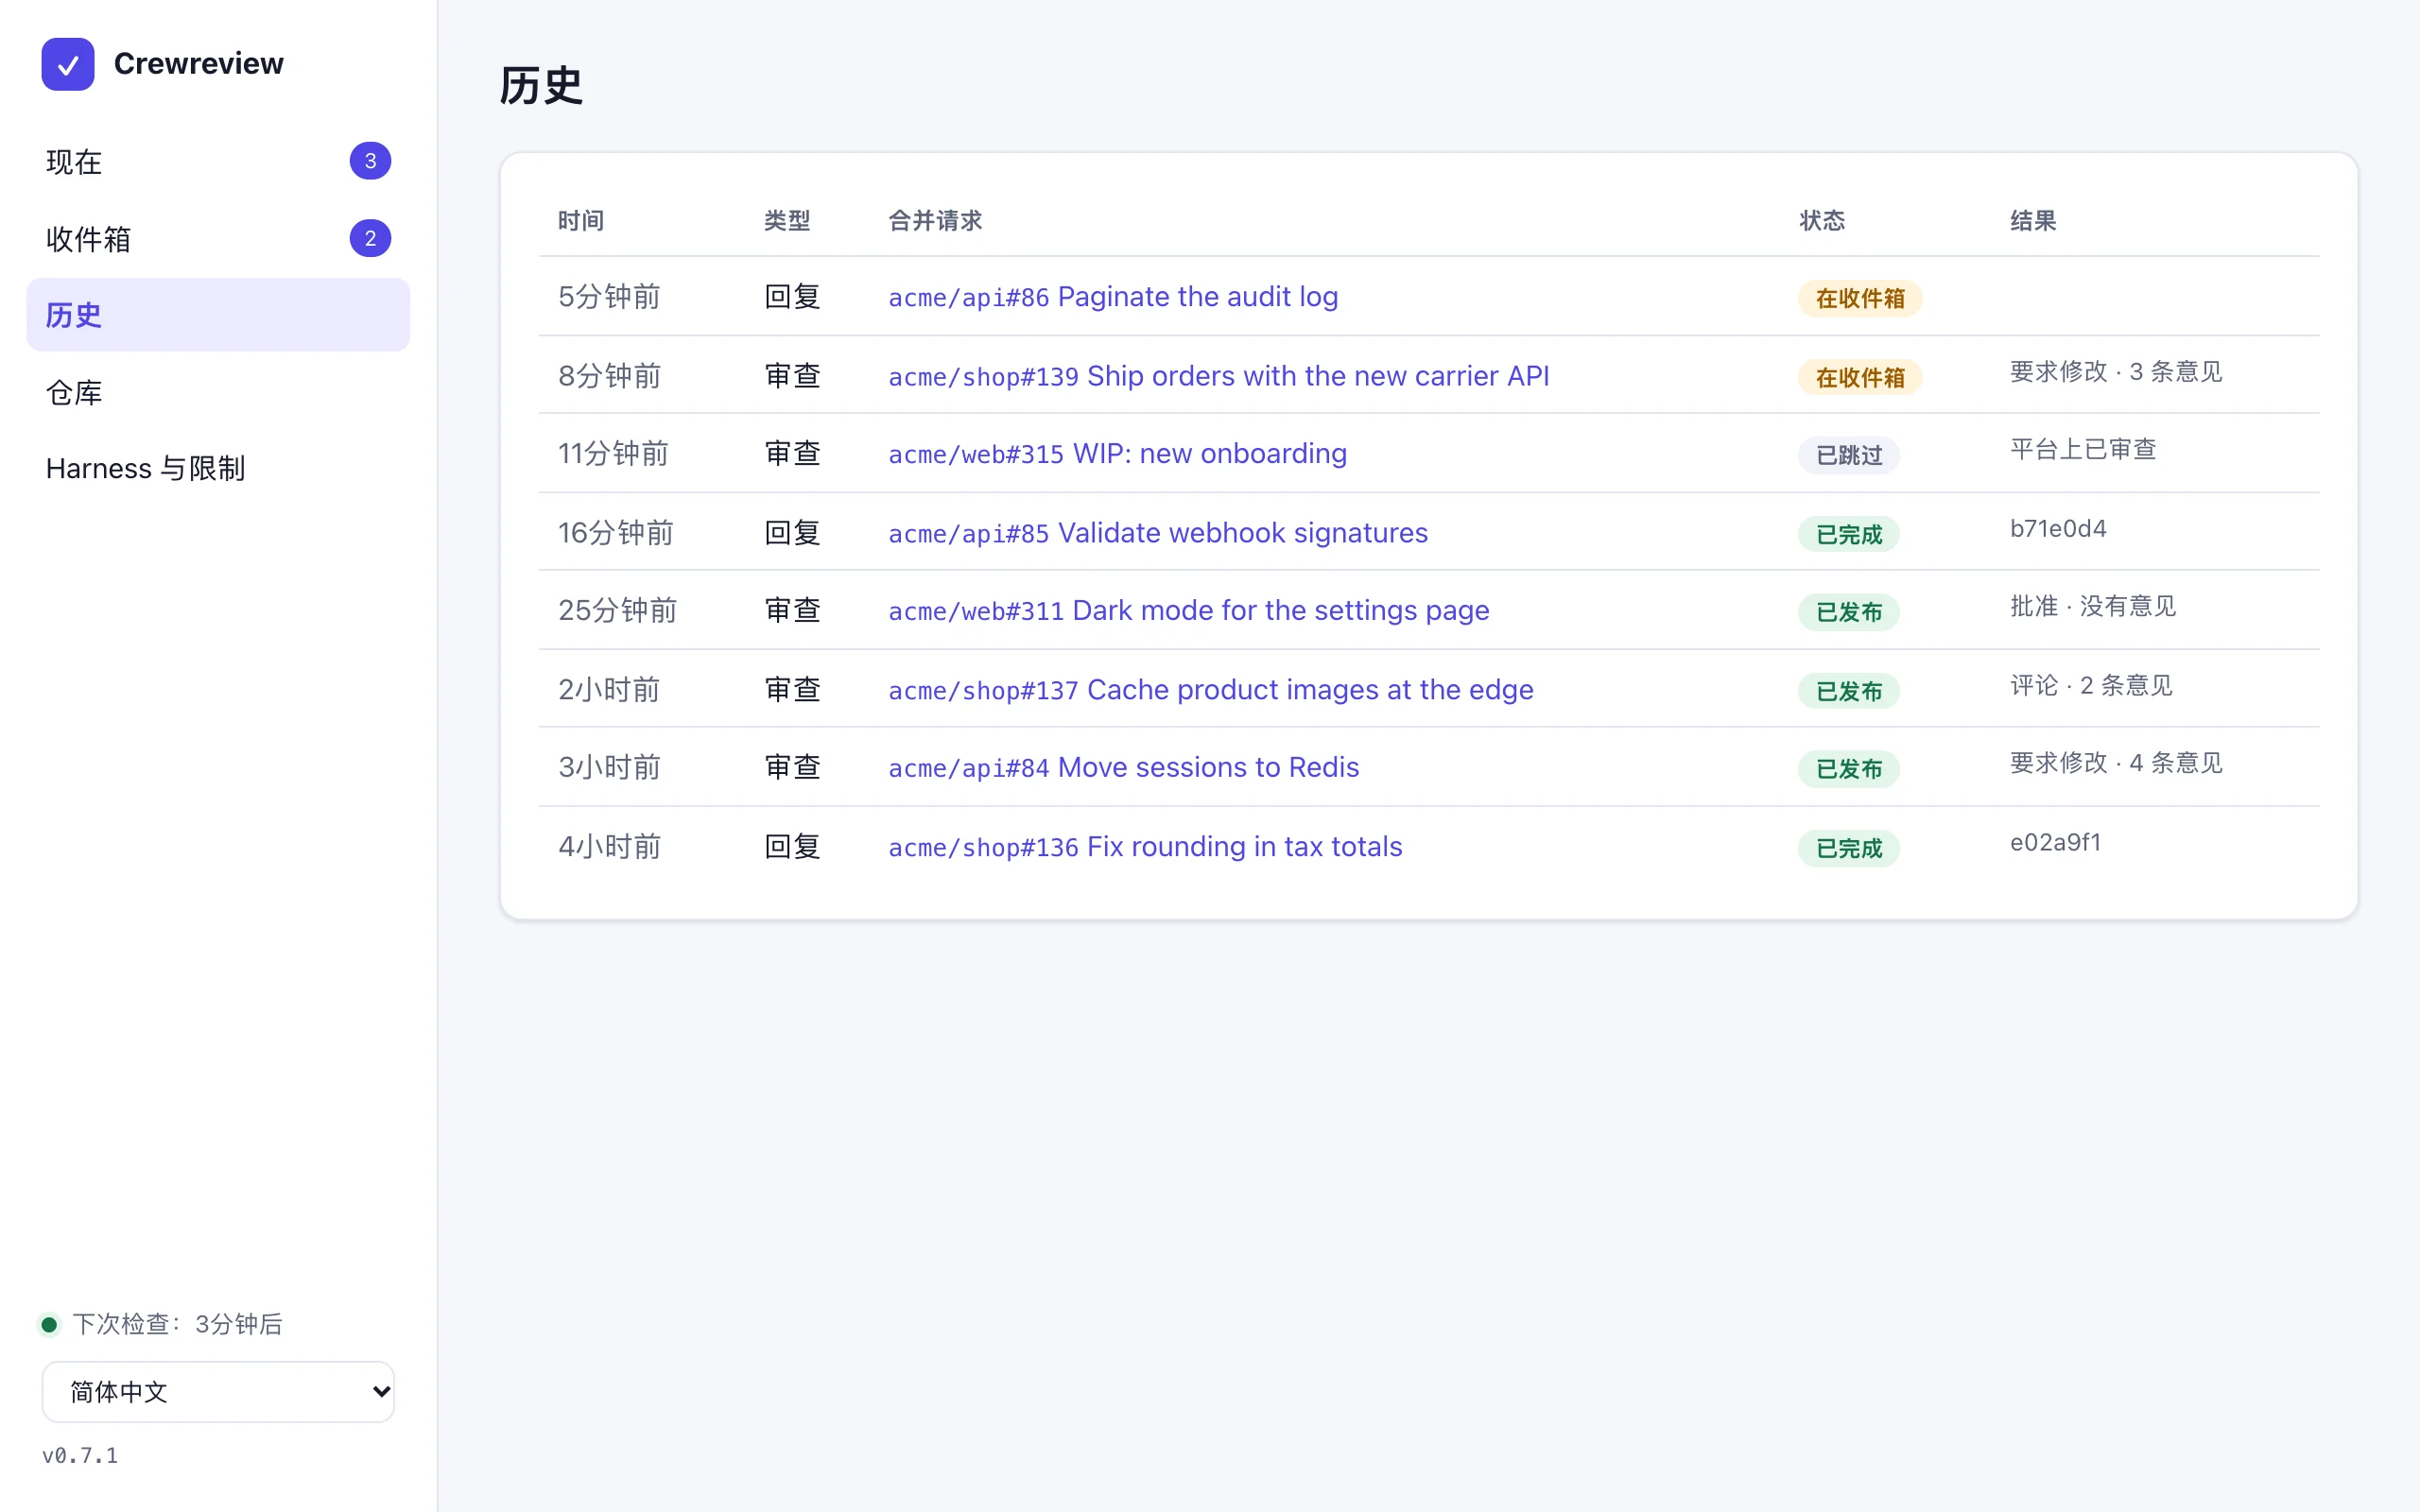 Crewreview
现在 3
收件箱 2
历史
仓库
Harness 与限制
下次检查：3分钟后
简体中文
v0.7.1
历史
时间 类型 合并请求 状态 结果
5分钟前 回复 acme/api#86 Paginate the audit log 在收件箱
8分钟前 审查 acme/shop#139 Ship orders with the new carrier API 在收件箱 要求修改 · 3 条意见
11分钟前 审查 acme/web#315 WIP: new onboarding 已跳过 平台上已审查
16分钟前 回复 acme/api#85 Validate webhook signatures 已完成 b71e0d4
25分钟前 审查 acme/web#311 Dark mode for the settings page 已发布 批准 · 没有意见
2小时前 审查 acme/shop#137 Cache product images at the edge 已发布 评论 · 2 条意见
3小时前 审查 acme/api#84 Move sessions to Redis 已发布 要求修改 · 4 条意见
4小时前 回复 acme/shop#136 Fix rounding in tax totals 已完成 e02a9f1